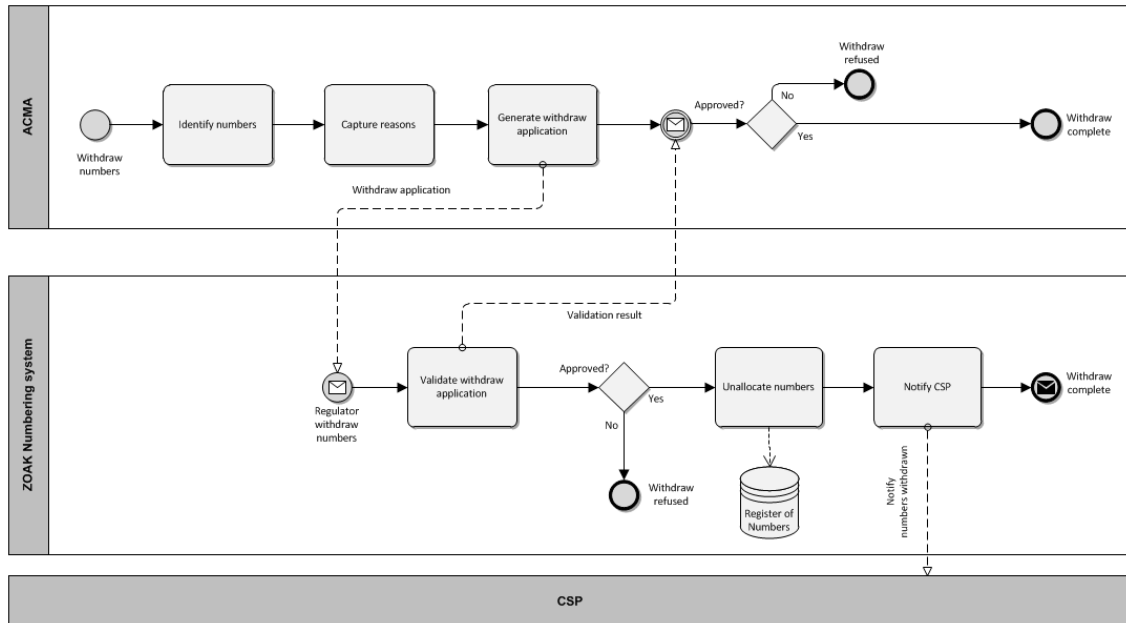 ACMA
Withdraw
numbers
Identify numbers
Capture reasons
Generate withdraw
application
Approved?
No
Yes
Withdraw
refused
Withdraw
complete
Withdraw application
Validation result
ZOAK Numbering system
Regulator
withdraw
numbers
Validate withdraw
application
Approved?
Yes
No
Withdraw
refused
Unallocate numbers
Register of
Numbers
Notify CSP
Withdraw
complete
Notify
numbers withdrawn
CSP